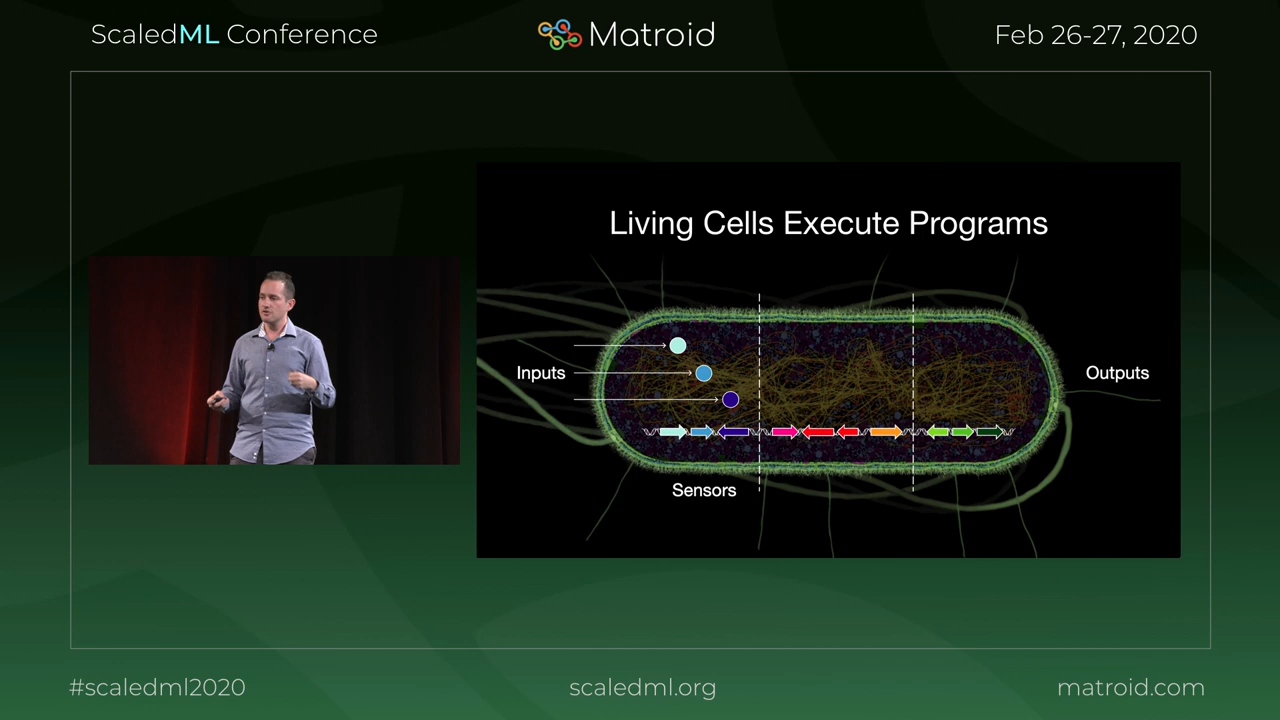 ScaledML Conference
Matroid
Feb 26-27, 2020
Living Cells Execute Programs
Inputs
Outputs
Sensors
#scaledml2020
scaledml.org
matroid.com